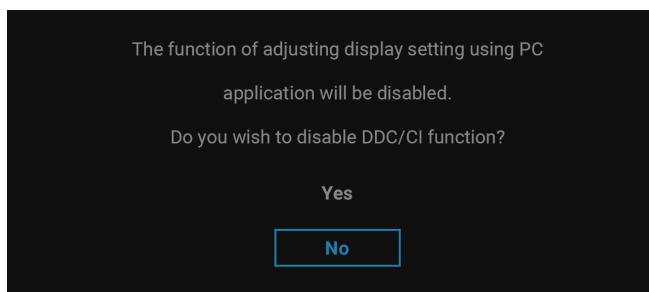 The function of adjusting display setting using PC
application will be disabled.
Do you wish to disable DDC/CI function?
Yes
No